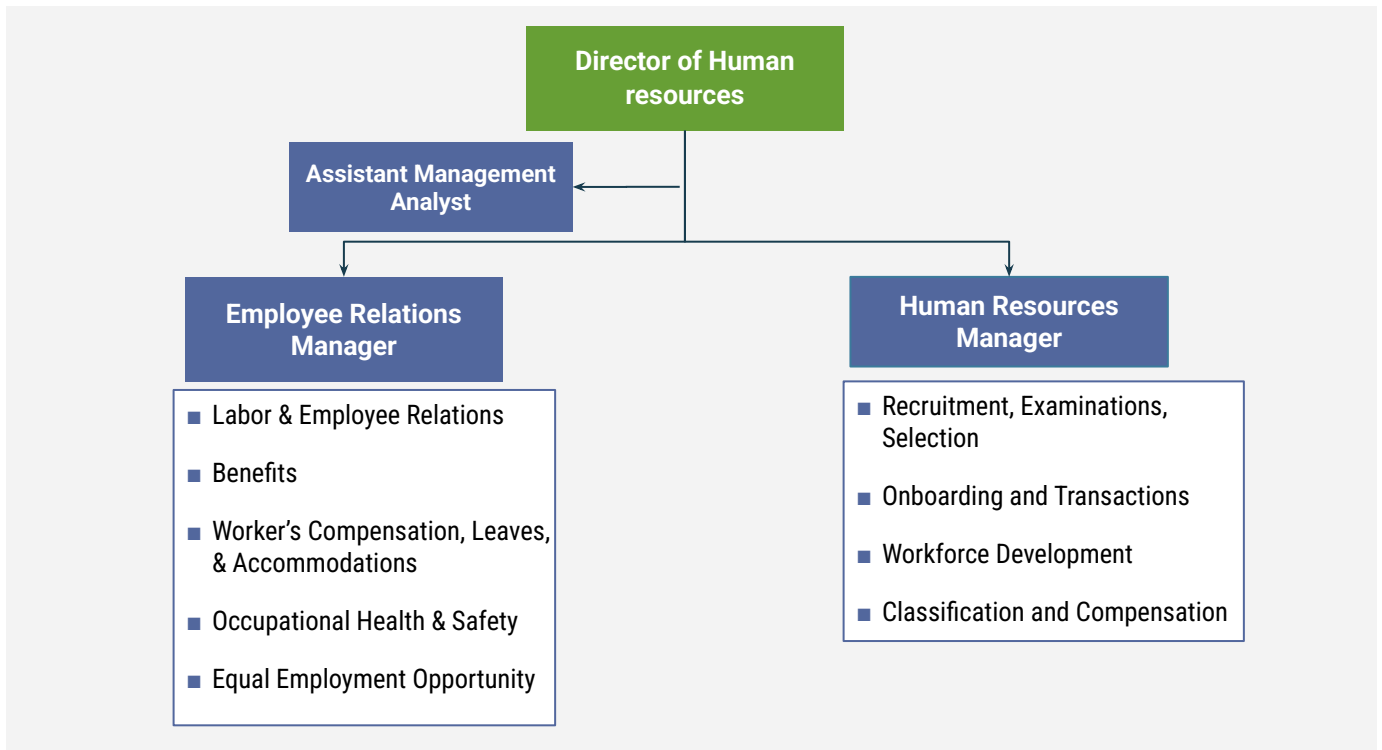 Director of Human
resources
Assistant Management
Analyst
Employee Relations
Manager
■ Labor & Employee Relations
■ Benefits
■ Worker’s Compensation, Leaves,
& Accommodations
■ Occupational Health & Safety
■ Equal Employment Opportunity
Human Resources
Manager
■ Recruitment, Examinations,
Selection
■ Onboarding and Transactions
■ Workforce Development
■ Classification and Compensation